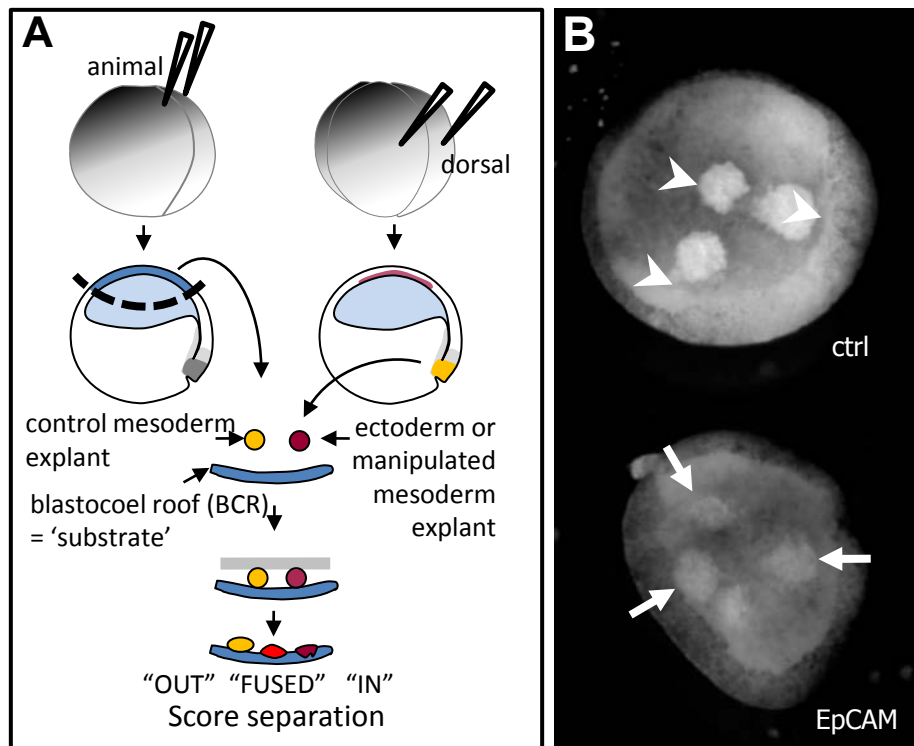 A
animal
dorsal
control mesoderm
explant
ectoderm or
manipulated
mesoderm
explant
blastocoel roof (BCR)
= ‘substrate’
“OUT” “FUSED” “IN”
Score separation
B
ctrl
EpCAM